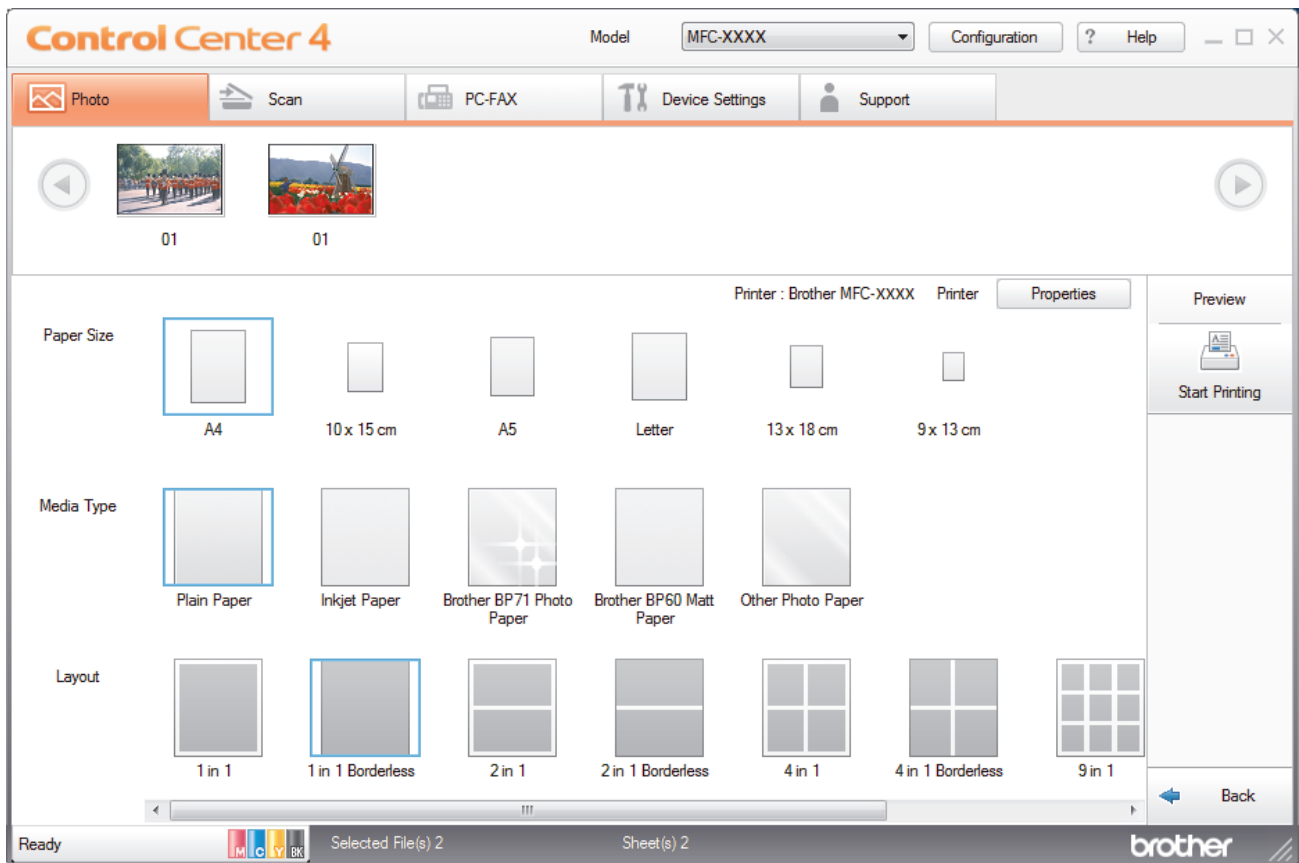 Control Center 4
Model
MFC-XXXX
Configuration
? Help
Photo
Scan
PC-FAX
Device Settings
Support
01
01
Printer : Brother MFC-XXXX Printer
Properties
Preview
Start Printing
Paper Size
A4
10 x 15 cm
A5
Letter
13 x 18 cm
9 x 13 cm
Media Type
Plain Paper
Inkjet Paper
Brother BP71 Photo
Paper
Brother BP60 Matt
Paper
Other Photo Paper
Layout
1 in 1
1 in 1 Borderless
2 in 1
2 in 1 Borderless
4 in 1
4 in 1 Borderless
9 in 1
Back
Ready
M C Y BK
Selected File(s) 2
Sheet(s) 2
brother